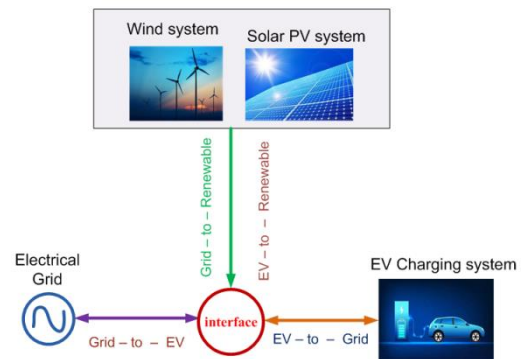 Wind system
Solar PV system
Grid – to – Renewable
EV – to – Renewable
Electrical
Grid
EV Charging system
interface
Grid – to – EV
EV – to – Grid